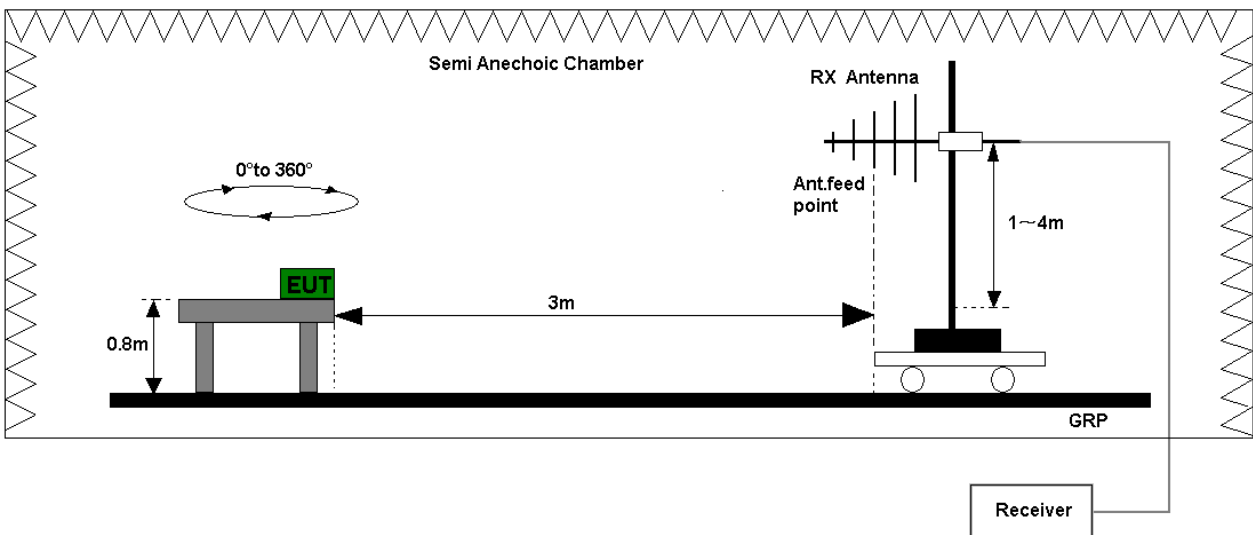 Semi Anechoic Chamber
RX  Antenna
0°to 360°
Ant.feed
point
1～4m
EUT
3m
0.8m
GRP
Receiver